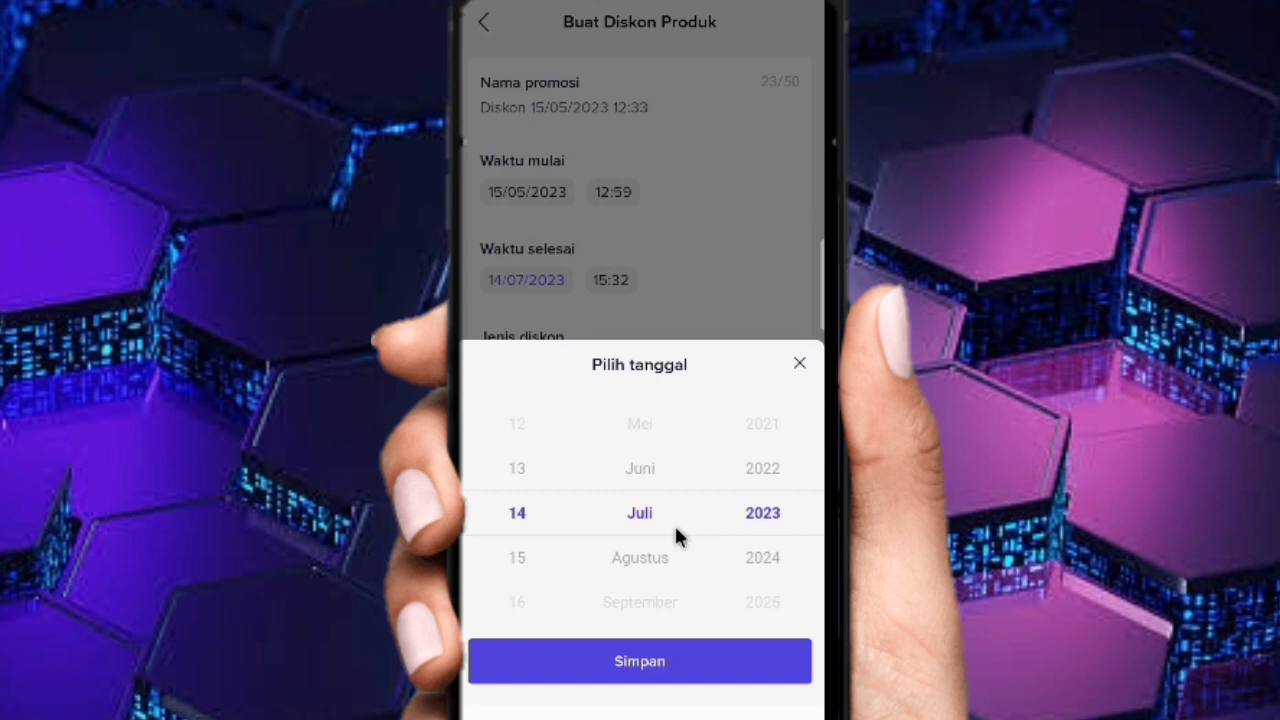 Buat Diskon Produk
Nama promosi 23/50
Diskon 15/05/2023 12:33
Waktu mulai
15/05/2023 12:59
Waktu selesai
14/07/2023 15:32
Jenis diskon
Pilih tanggal
12 Mei 2021
13 Juni 2022
14 Juli 2023
15 Agustus 2024
16 September 2025
Simpan